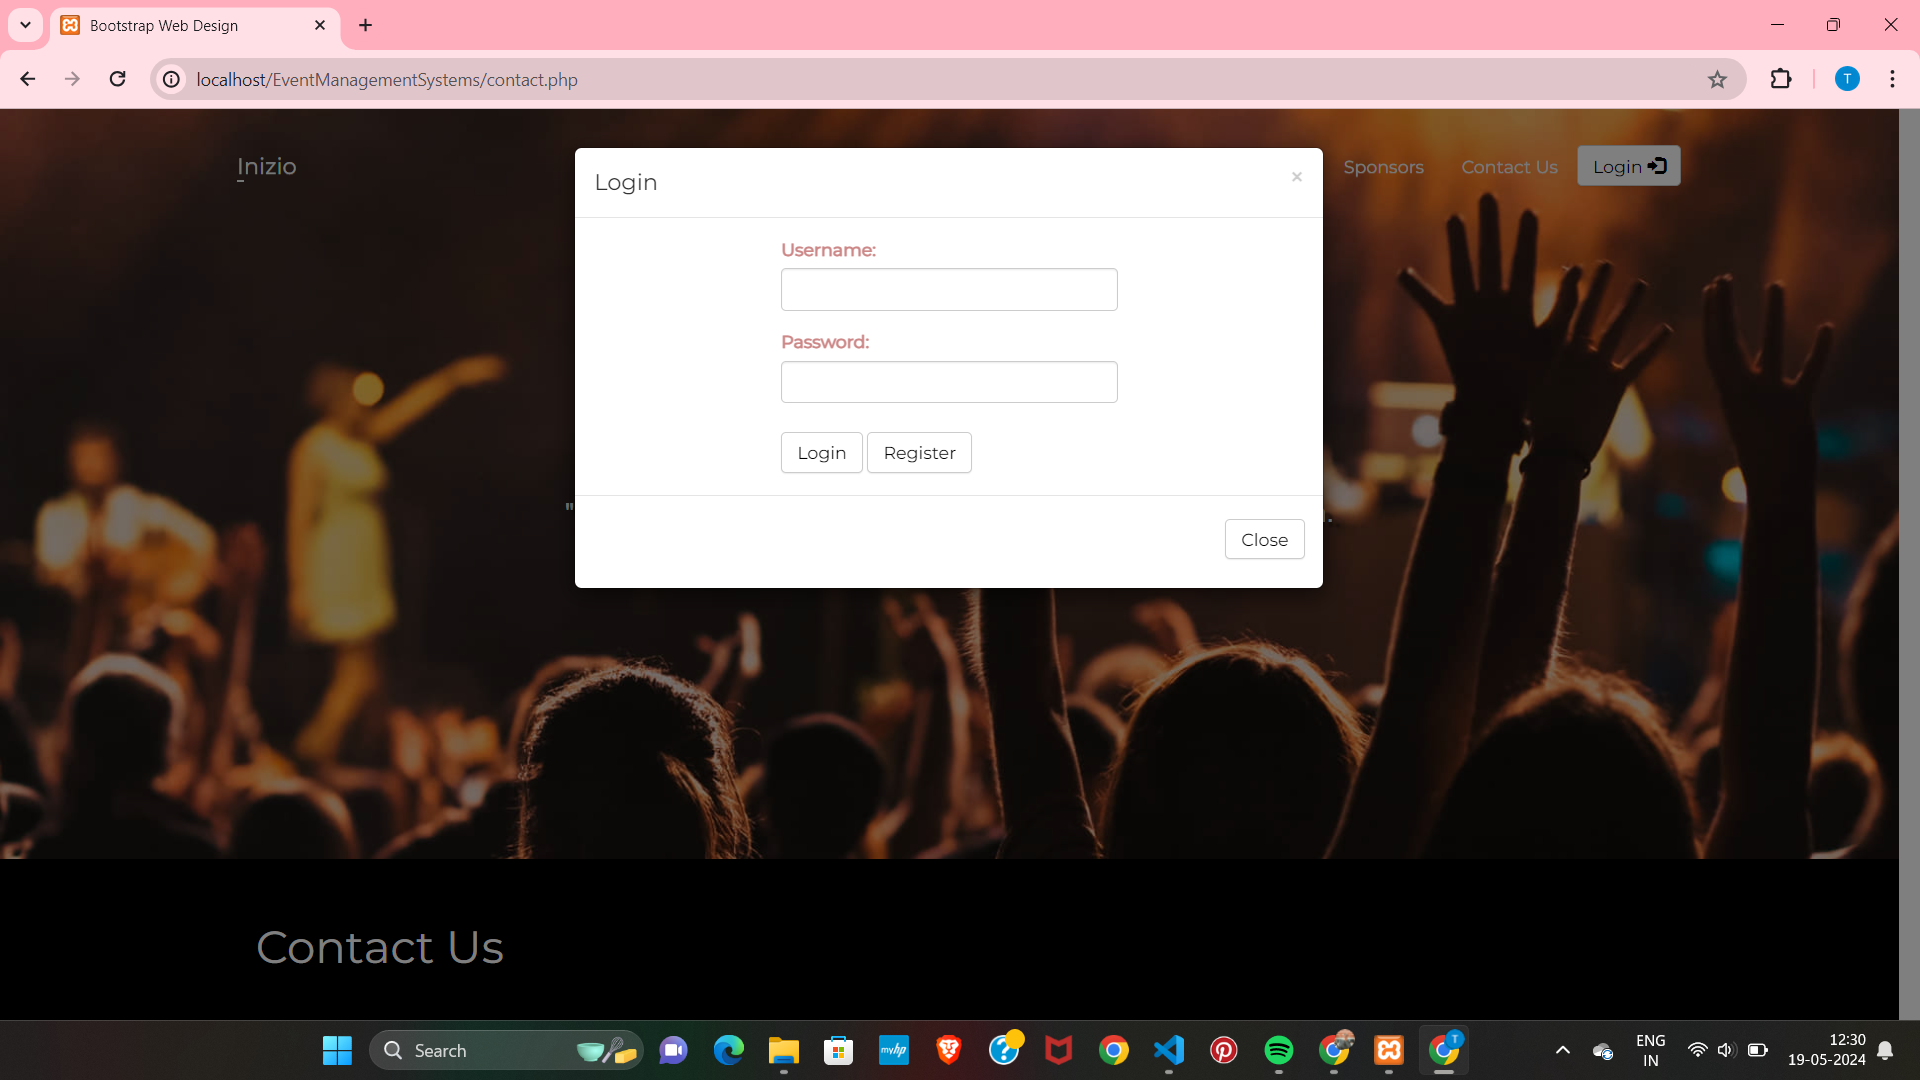 Bootstrap Web Design
localhost/EventManagementSystems/contact.php
T
Inizio
Sponsors
Contact Us
Login
Login
×
Username:
Password:
Login
Register
"
.
Close
Contact Us
Search
myhp
T
ENG
IN
12:30
19-05-2024